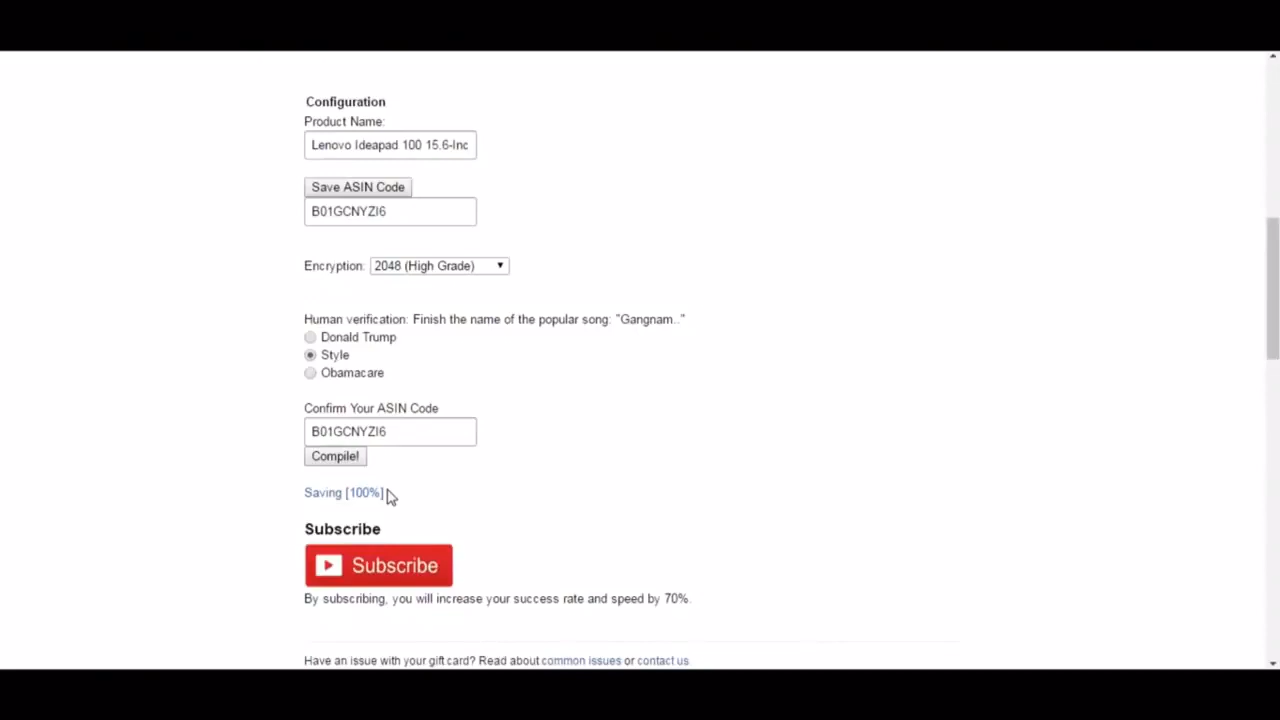 Configuration
Product Name:
Lenovo Ideapad 100 15.6-Inc
Save ASIN Code
B01GCNYZI6
Encryption: 2048 (High Grade)
Human verification: Finish the name of the popular song: "Gangnam.."
Donald Trump
Style
Obamacare
Confirm Your ASIN Code
B01GCNYZI6
Compile!
Saving [100%]
Subscribe
Subscribe
By subscribing, you will increase your success rate and speed by 70%.
Have an issue with your gift card? Read about common issues or contact us